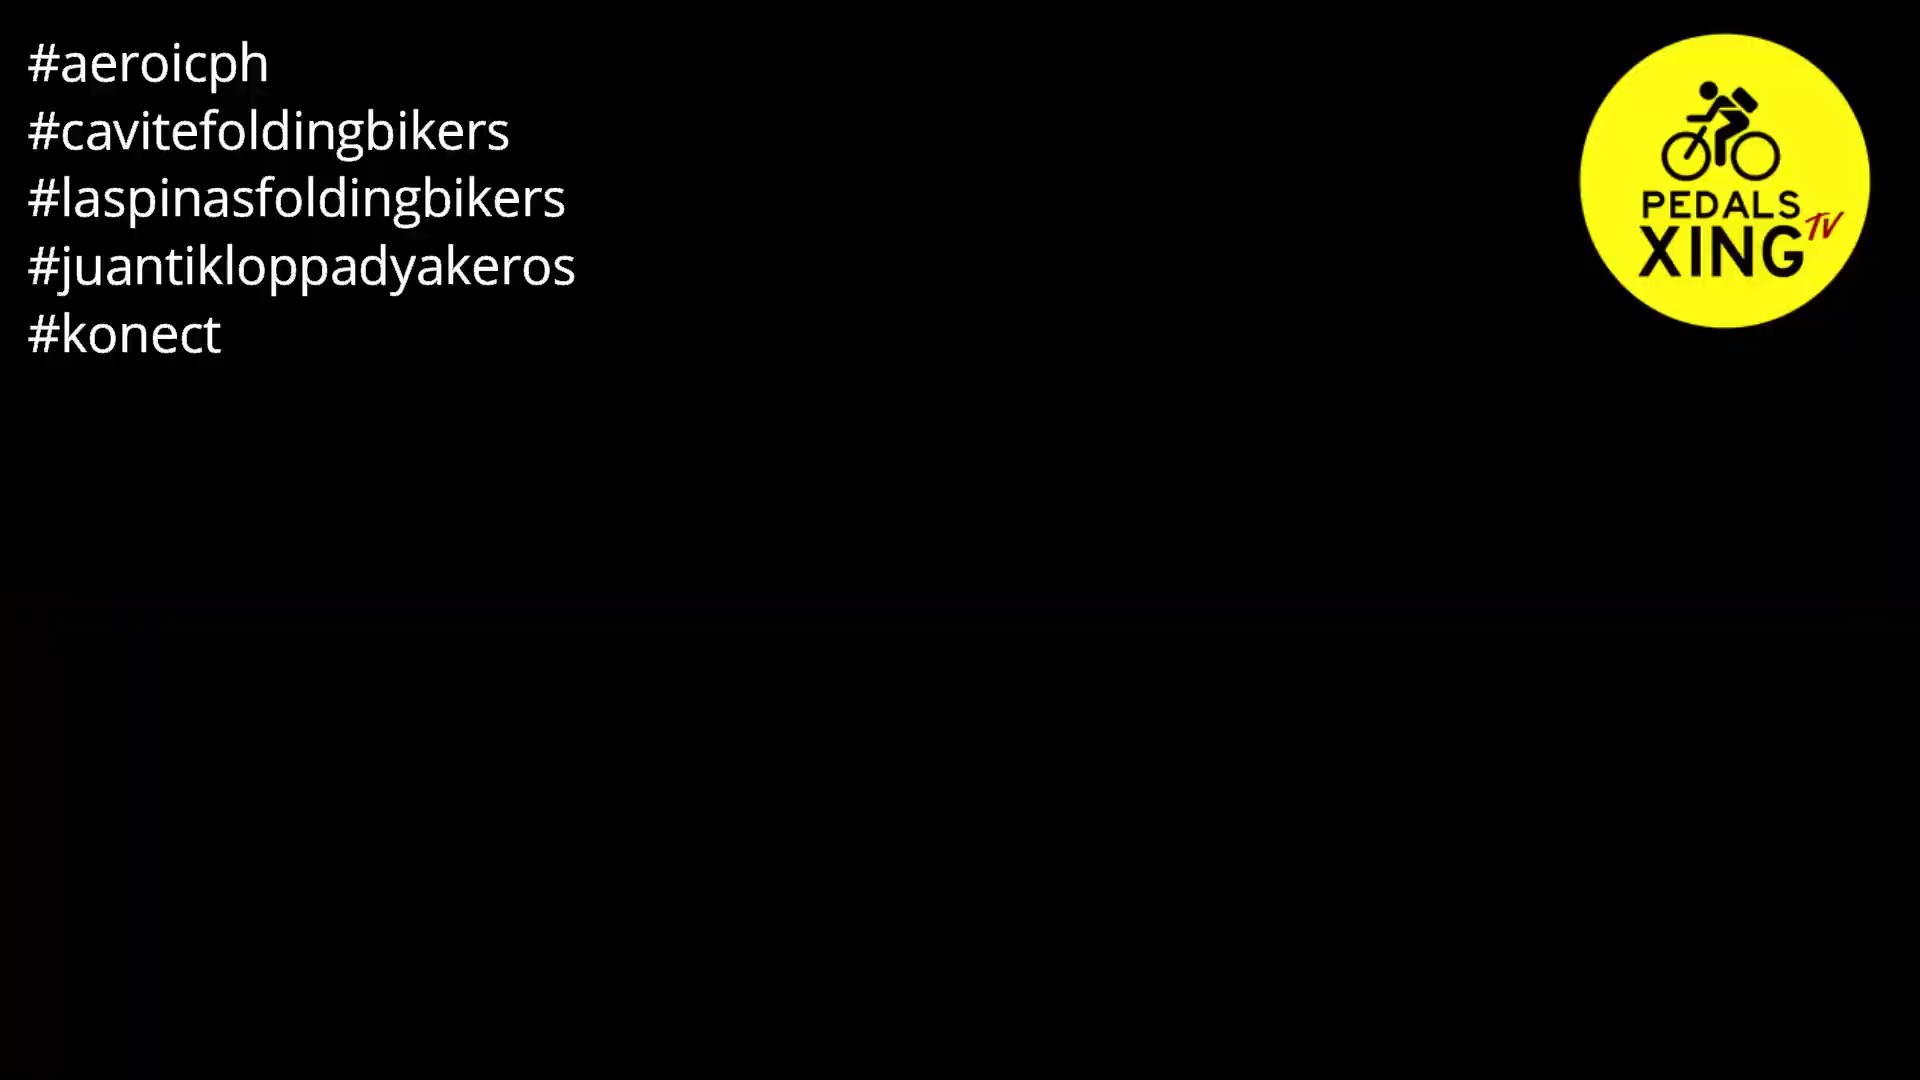 #aeroicph
#cavitefoldingbikers
#laspinasfoldingbikers
#juantikloppadyakeros
#konect
PEDALS
XING TV